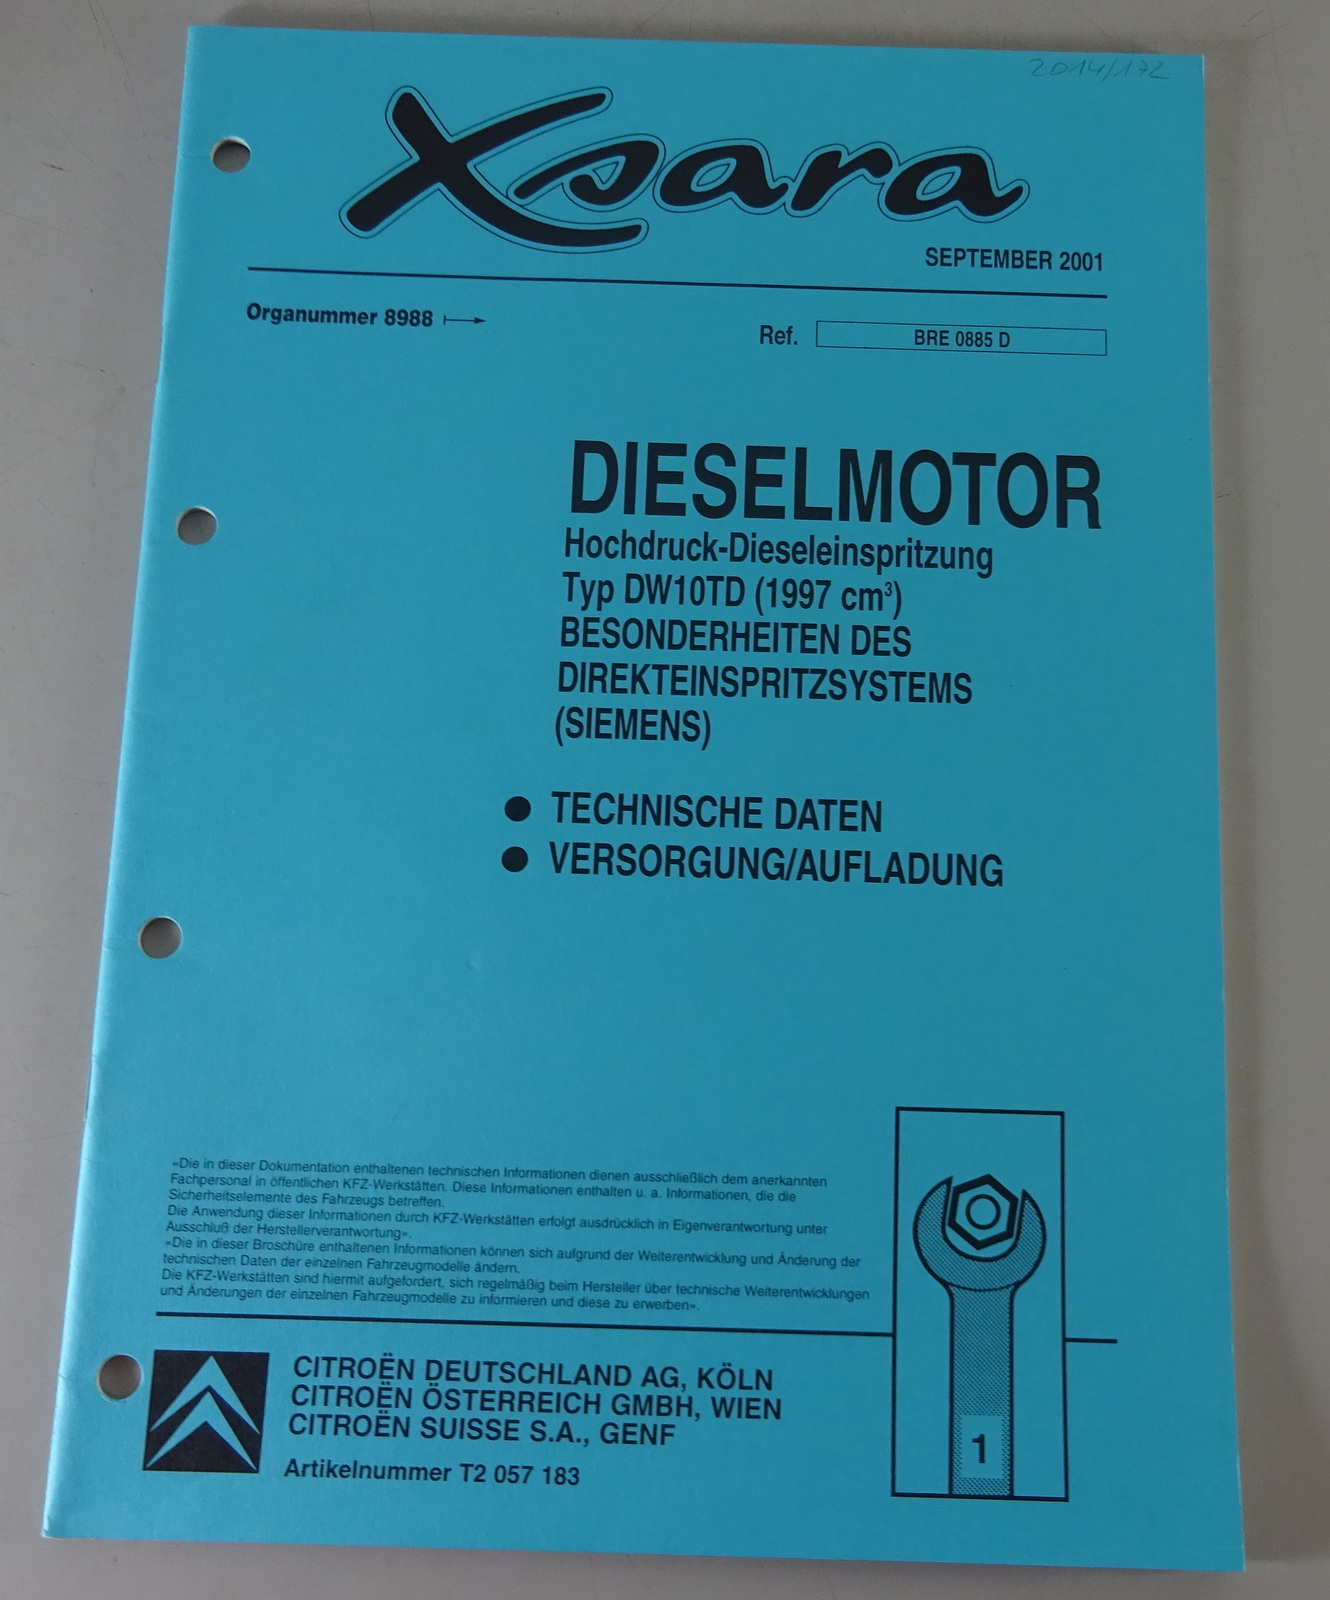 2014/172
Xsara
SEPTEMBER 2001
Organummer 8988
Ref. BRE 0885 D
DIESELMOTOR
Hochdruck-Dieseleinspritzung
Typ DW10TD (1997 cm³)
BESONDERHEITEN DES
DIREKTEINSPRITZSYSTEMS
(SIEMENS)
● TECHNISCHE DATEN
● VERSORGUNG/AUFLADUNG
«Die in dieser Dokumentation enthaltenen technischen Informationen dienen ausschließlich dem anerkannten
Fachpersonal in öffentlichen KFZ-Werkstätten. Diese Informationen enthalten u. a. Informationen, die die
Sicherheitselemente des Fahrzeugs betreffen.
Die Anwendung dieser Informationen durch KFZ-Werkstätten erfolgt ausdrücklich in Eigenverantwortung unter
Ausschluß der Herstellerverantwortung».
«Die in dieser Broschüre enthaltenen Informationen können sich aufgrund der Weiterentwicklung und Änderung der
technischen Daten der einzelnen Fahrzeugmodelle ändern.
Die KFZ-Werkstätten sind hiermit aufgefordert, sich regelmäßig beim Hersteller über technische Weiterentwicklungen
und Änderungen der einzelnen Fahrzeugmodelle zu informieren und diese zu erwerben».
CITROËN DEUTSCHLAND AG, KÖLN
CITROËN ÖSTERREICH GMBH, WIEN
CITROËN SUISSE S.A., GENF
Artikelnummer T2 057 183
1